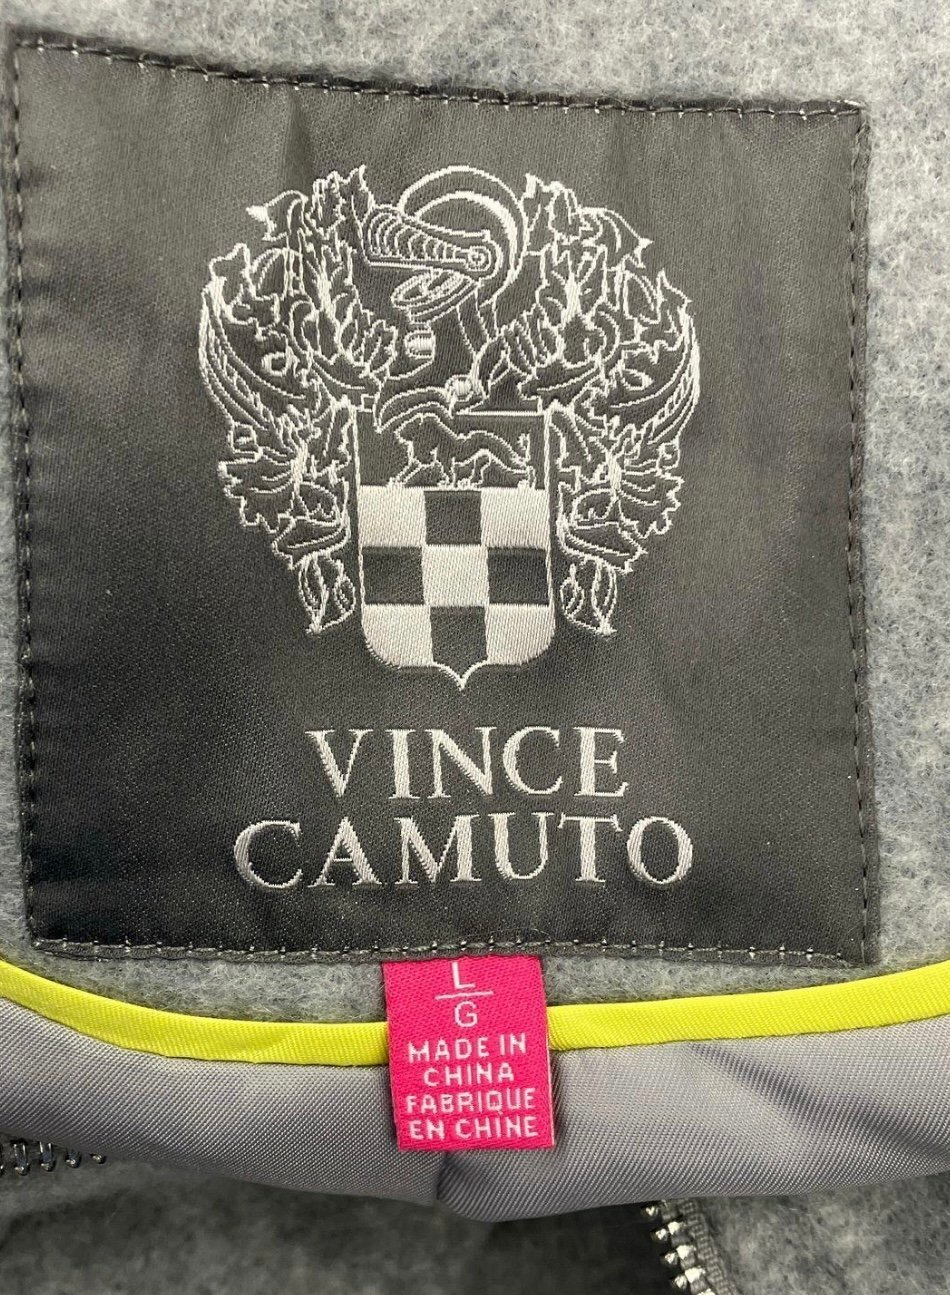 VINCE
CAMUTO
L
G
MADE IN
CHINA
FABRIQUE
EN CHINE